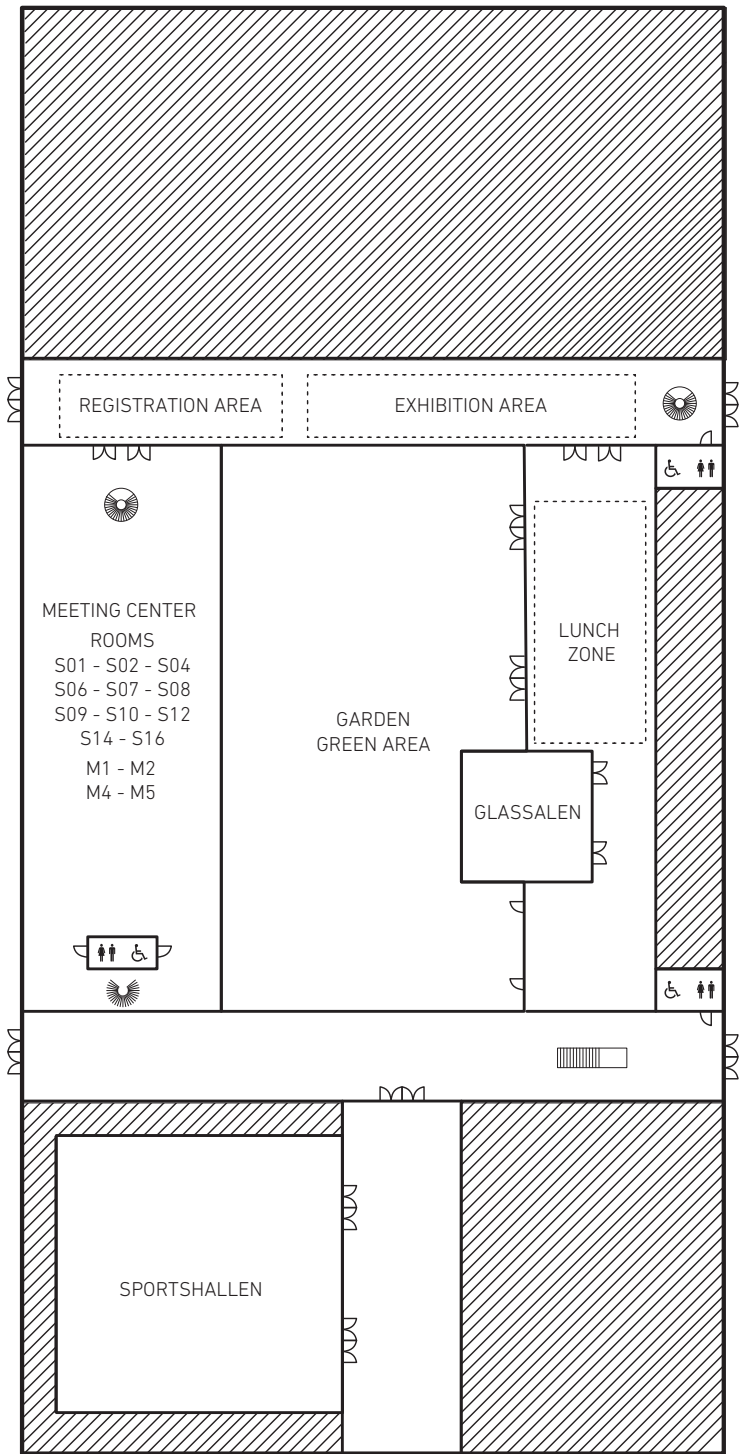 REGISTRATION AREA
EXHIBITION AREA
MEETING CENTER
ROOMS
S01 - S02 - S04
S06 - S07 - S08
S09 - S10 - S12
S14 - S16
M1 - M2
M4 - M5
GARDEN
GREEN AREA
LUNCH
ZONE
GLASSALEN
SPORTSHALLEN